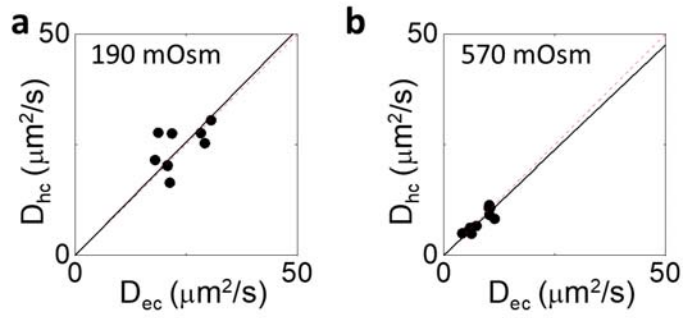 a
50
190 mOsm
Dhc (μm²/s)
0
0
50
Dec (μm²/s)
b
50
570 mOsm
Dhc (μm²/s)
0
0
50
Dec (μm²/s)